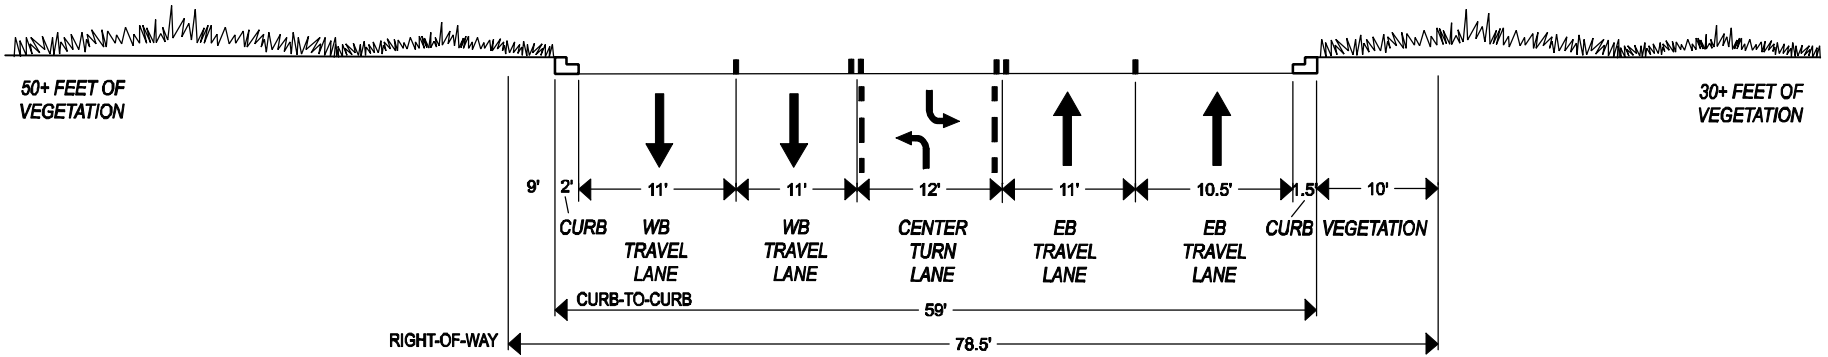 50+ FEET OF
VEGETATION
30+ FEET OF
VEGETATION
9' 2' 11' 11' 12' 11' 10.5' 1.5' 10'
CURB WB WB CENTER EB EB CURB VEGETATION
TRAVEL TRAVEL TURN TRAVEL TRAVEL
LANE LANE LANE LANE LANE
CURB-TO-CURB
59'
RIGHT-OF-WAY
78.5'